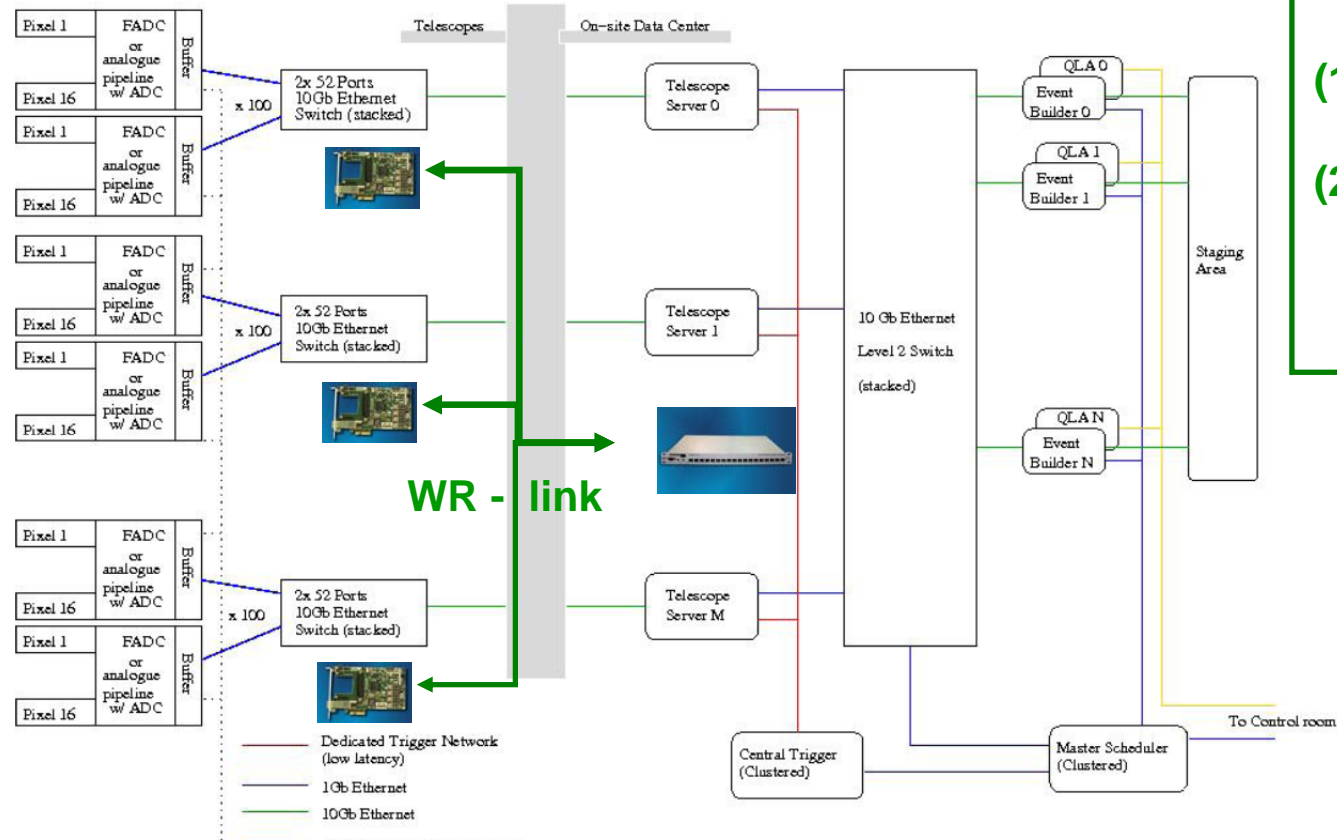 Telescopes
On-site Data Center
Pixel 1
Pixel 16
FADC
or
analogue
pipeline
w/ ADC
Buffer
Pixel 1
Pixel 16
FADC
or
analogue
pipeline
w/ ADC
Buffer
x 100
2x 52 Ports
10Gb Ethernet
Switch (stacked)
Telescope
Server 0
Pixel 1
Pixel 16
FADC
or
analogue
pipeline
w/ ADC
Buffer
Pixel 1
Pixel 16
FADC
or
analogue
pipeline
w/ ADC
Buffer
x 100
2x 52 Ports
10Gb Ethernet
Switch (stacked)
Telescope
Server 1
WR - link
Pixel 1
Pixel 16
FADC
or
analogue
pipeline
w/ ADC
Buffer
Pixel 1
Pixel 16
FADC
or
analogue
pipeline
w/ ADC
Buffer
x 100
2x 52 Ports
10Gb Ethernet
Switch (stacked)
Telescope
Server M
10 Gb Ethernet
Level 2 Switch
(stacked)
QLA 0
Event
Builder 0
QLA 1
Event
Builder 1
QLA N
Event
Builder N
Staging
Area
(1
(2
To Control room
Central Trigger
(Clustered)
Master Scheduler
(Clustered)
Dedicated Trigger Network
(low latency)
1Gb Ethernet
10Gb Ethernet